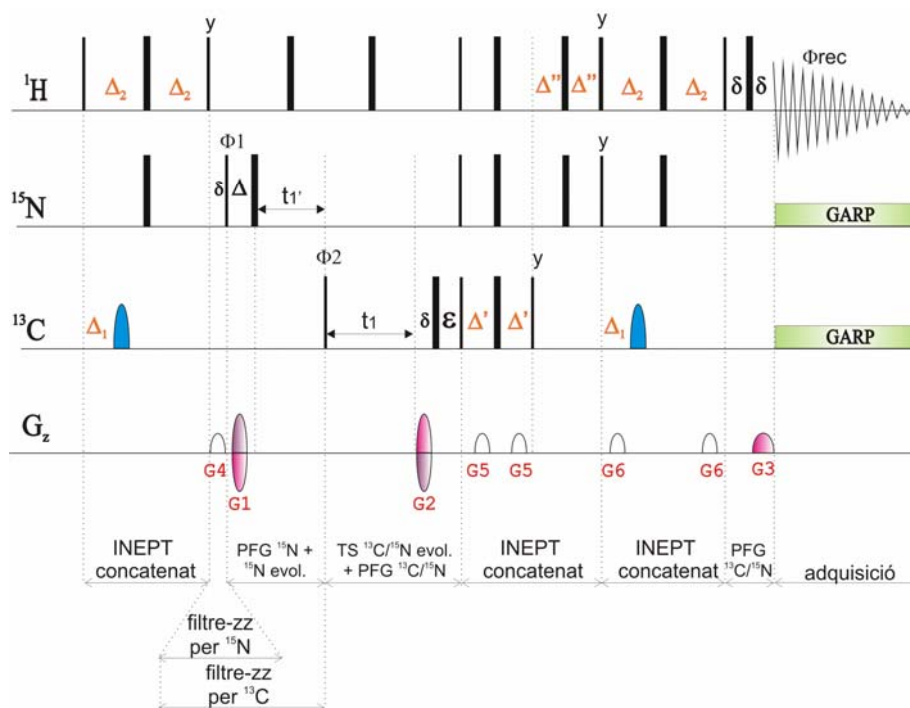 y y Φrec
¹H Δ₂ Δ₂ Δ'' Δ'' Δ₂ Δ₂ δ δ
Φ1 y
¹⁵N δ Δ t₁' GARP
Φ2 y
¹³C Δ₁ t₁ δ ε Δ' Δ' Δ₁ GARP
G_z
G4 G1 G2 G5 G5 G6 G6 G3
INEPT concatenat
PFG ¹⁵N +
¹⁵N evol.
TS ¹³C/¹⁵N evol.
+ PFG ¹³C/¹⁵N
INEPT
concatenat
INEPT
concatenat
PFG
¹³C/¹⁵N
adquisició
filtre-zz
per ¹⁵N
filtre-zz
per ¹³C